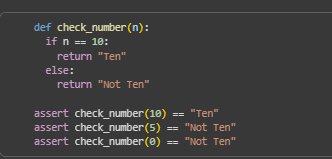 def check_number(n):
  if n == 10:
    return "Ten"
  else:
    return "Not Ten"

assert check_number(10) == "Ten"
assert check_number(5) == "Not Ten"
assert check_number(0) == "Not Ten"